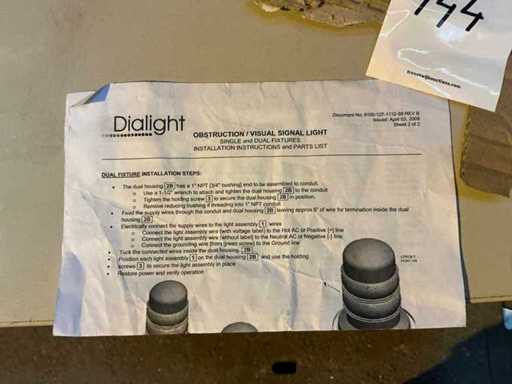 744
Dialight
Document No. 9100-127-1112-99 REV B
Issued: April 03, 2009
Sheet 2 of 2
OBSTRUCTION / VISUAL SIGNAL LIGHT
SINGLE and DUAL FIXTURES
INSTALLATION INSTRUCTIONS and PARTS LIST
DUAL FIXTURE INSTALLATION STEPS:
• The dual housing 2B has a 1" NPT [3/4" bushing] end to be assembled to conduit.
o Use a 1-1/2" wrench to attach and tighten the dual housing 2B to the conduit
o Tighten the holding screw 3 to secure the dual housing 2B in position.
o Remove reducing bushing if threading into 1" NPT conduit
• Feed the supply wires through the conduit and dual housing 2B leaving approx 6" of wire for termination inside the dual
housing 2B.
• Electrically connect the supply wires to the light assembly 1 wires
o Connect the light assembly wire (with voltage label) to the Hot AC or Positive [+] line
o Connect the light assembly wire (without label) to the Neutral AC or Negative [-] line
o Connect the grounding wire from (green screw) to the Ground line
• Tuck the connected wires inside the dual housing 2B.
• Position each light assembly 1 on the dual housing 2B and use the holding
• screws 3 to secure the light assembly in place
• Restore power and verify operation